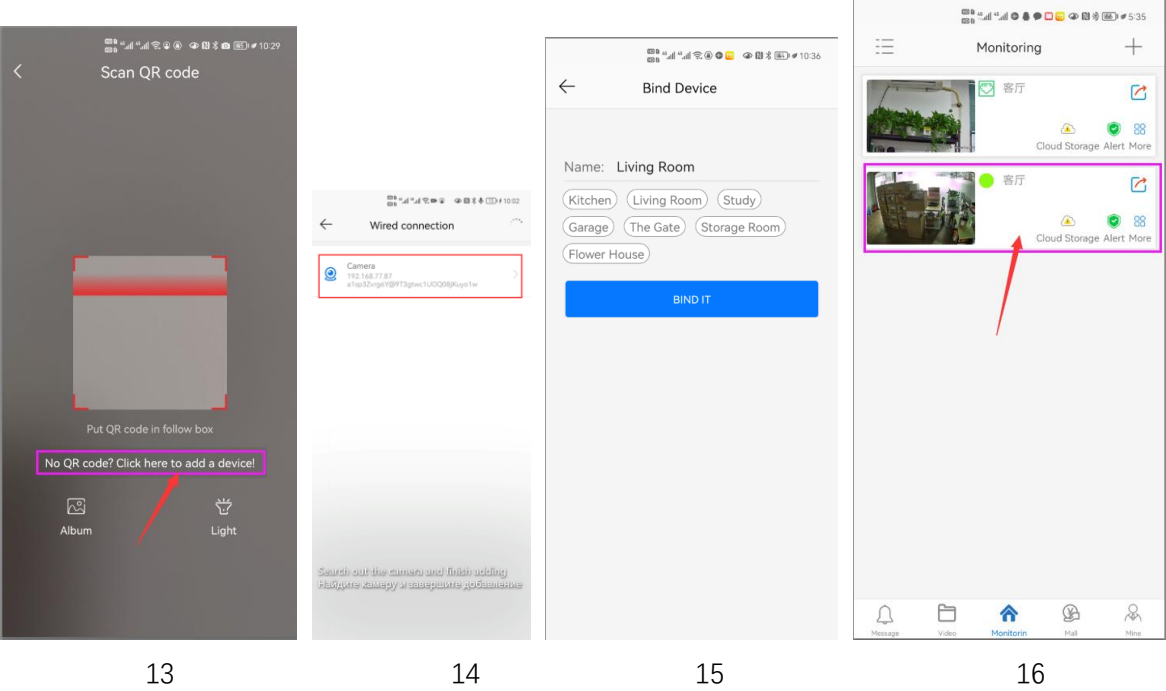 10:29
Scan QR code
Put QR code in follow box
No QR code? Click here to add a device!
Album
Light
13
10:02
Wired connection
Camera
192.168.77.87
Search out the camera and finish adding
Найдите камеру и завершите добавление
14
10:36
Bind Device
Name: Living Room
Kitchen Living Room Study
Garage The Gate Storage Room
Flower House
BIND IT
15
5:35
Monitoring
客厅
Cloud Storage Alert More
客厅
Cloud Storage Alert More
Message Video Monitorin Mall Mine
16